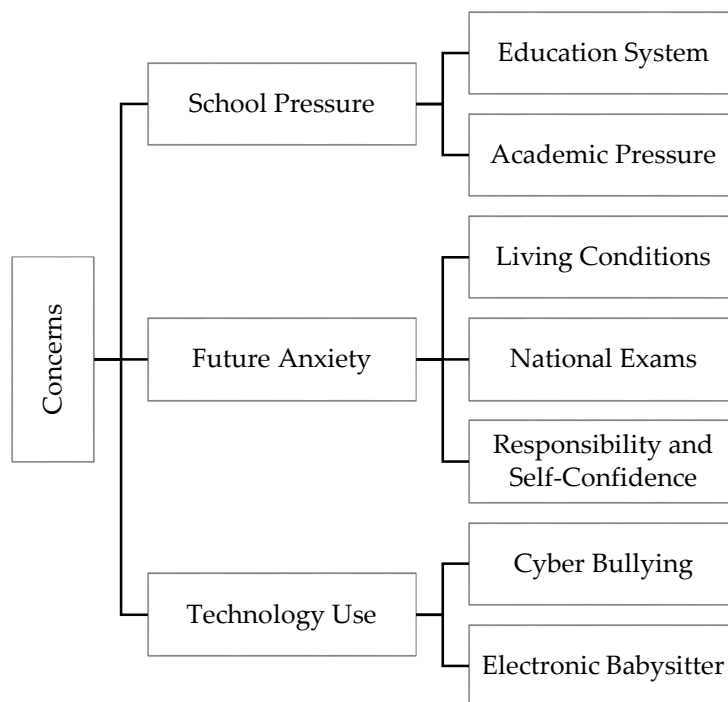 Concerns
School Pressure
Education System
Academic Pressure
Future Anxiety
Living Conditions
National Exams
Responsibility and
Self-Confidence
Technology Use
Cyber Bullying
Electronic Babysitter